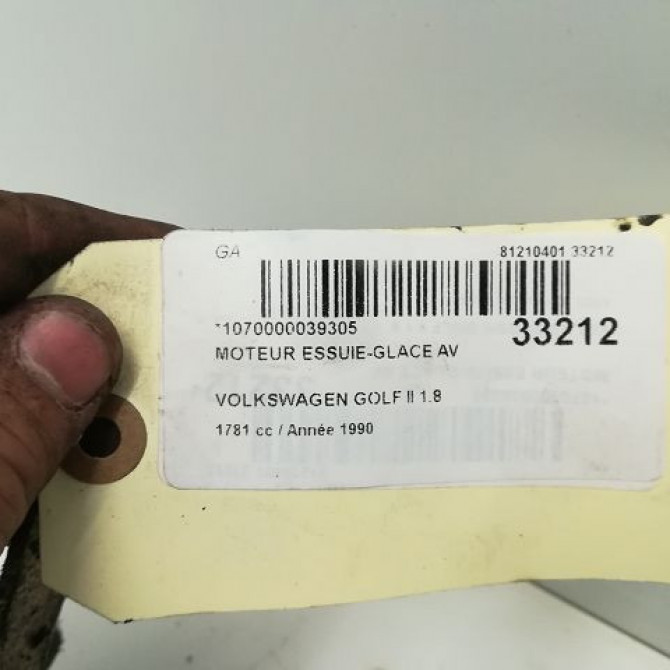 GA 81210401 33212
*1070000039305 33212
MOTEUR ESSUIE-GLACE AV
VOLKSWAGEN GOLF II 1.8
1781 cc / Année 1990